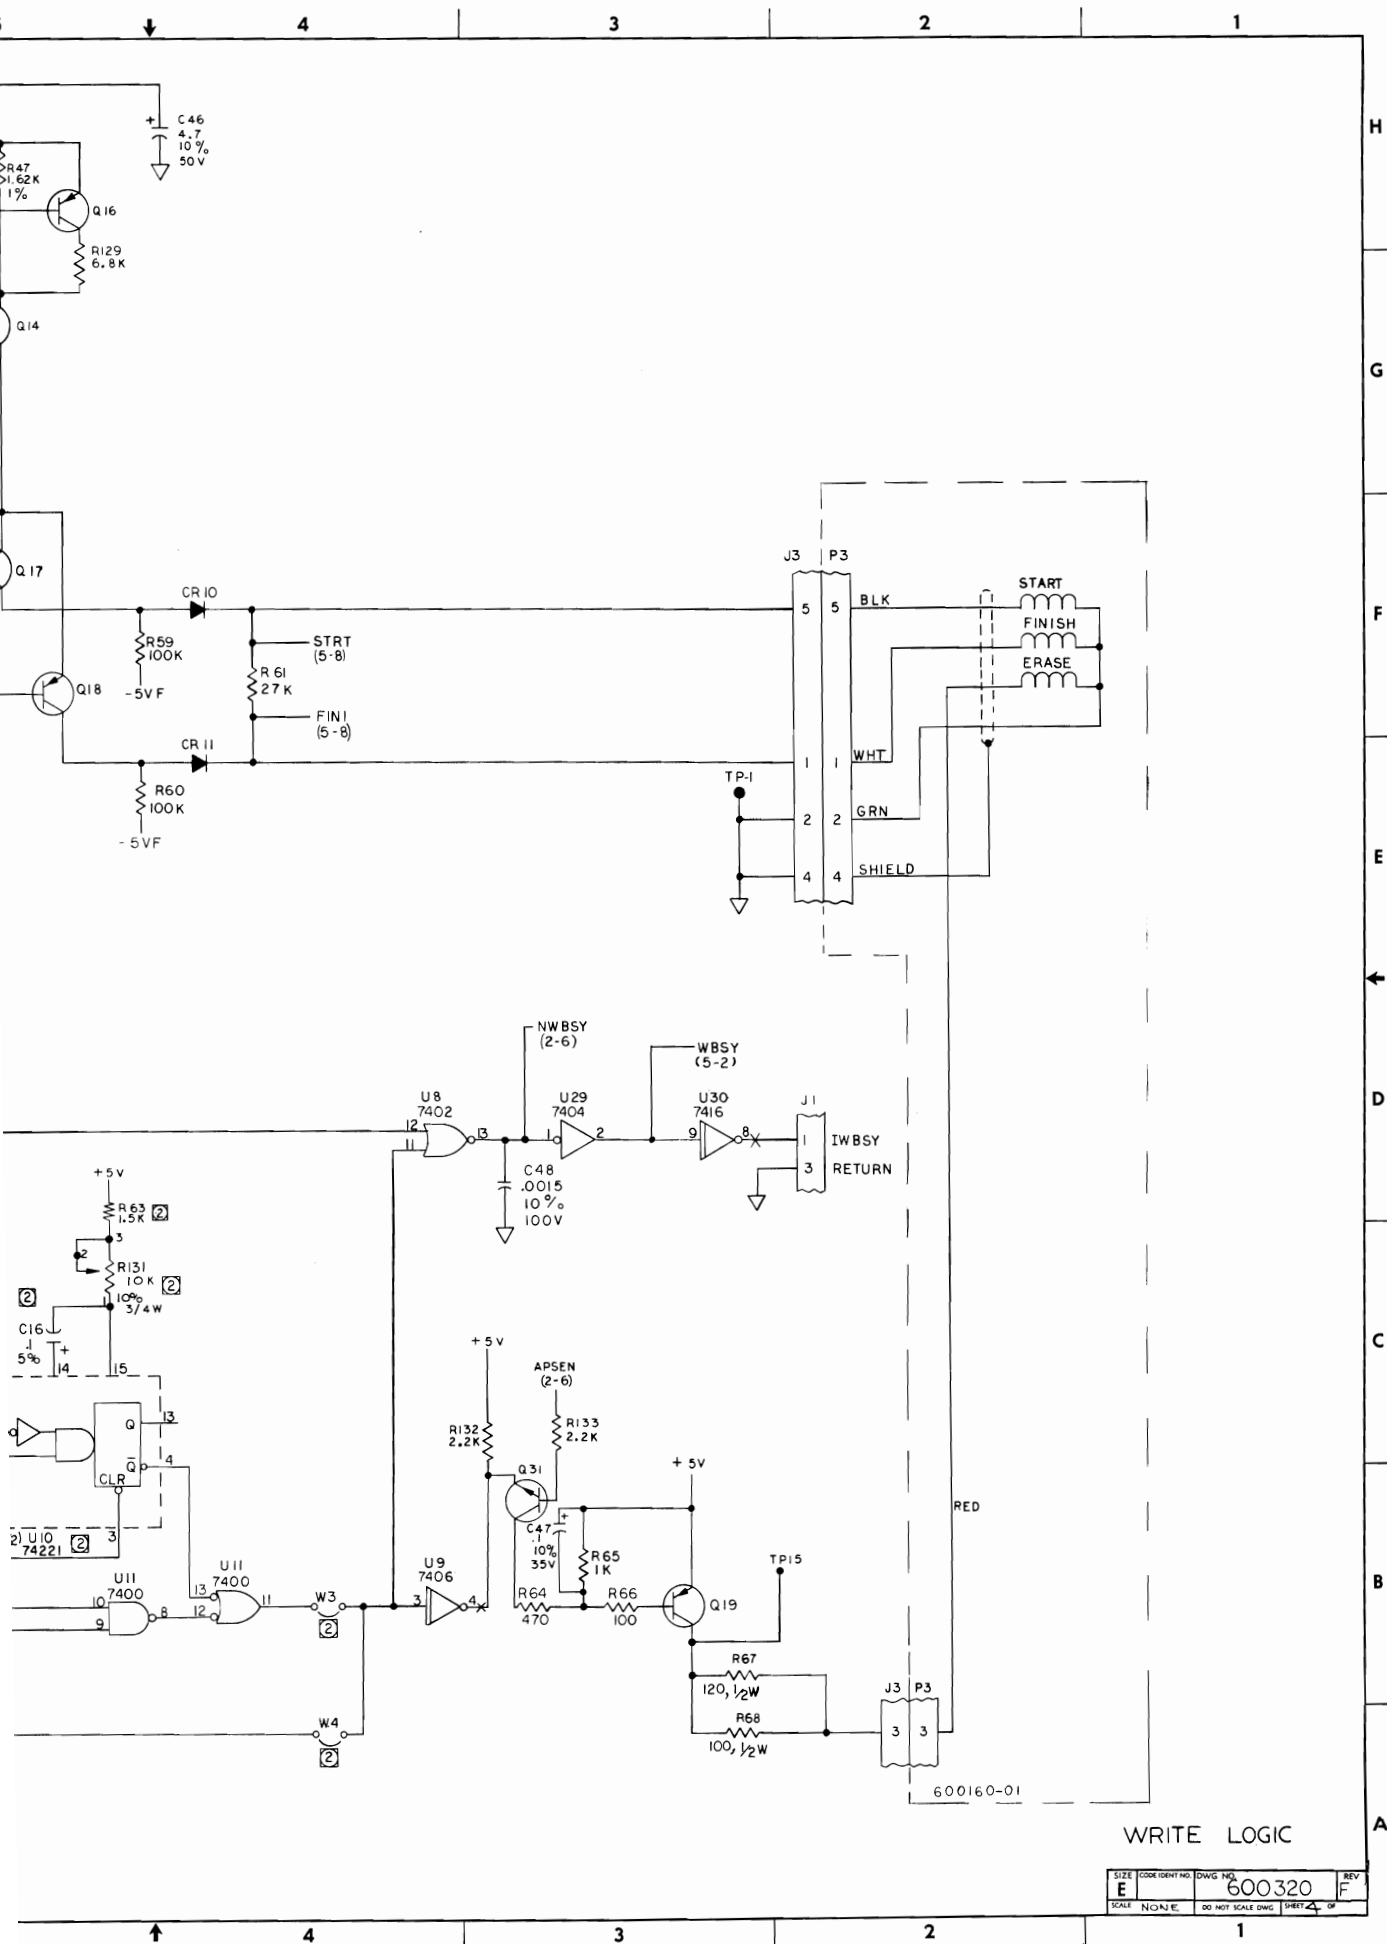 4
3
2
1
H
+ C46
4.7
10%
50V
R47
1.62K
1%
Q16
R129
6.8K
Q14
G
J3 P3
Q17
CR10
START
5 5 BLK
FINISH
F
R59
100K
STRT
(5-8)
ERASE
Q18
-5VF
R61
27K
FINI
(5-8)
CR11
1 1 WHT
TP-1
R60
100K
2 2 GRN
-5VF
E
4 4 SHIELD
NWBSY
(2-6)
WBSY
(5-2)
U8
7402
U29
7404
U30
7416
J1
D
12
11
13
1
2
9
8
1 IWBSY
3 RETURN
C48
.0015
10%
100V
+5V
R63
1.5K 2
3
2
R131
10K 2
10%
3/4W
1
2
C16
.1
5%
+
14
15
C
+5V
APSEN
(2-6)
R132
2.2K
R133
2.2K
Q
13
Q
4
CLR
Q31
+5V
RED
C47
.1
10%
35V
+
2) U10 2
74221
3
R65
1K
TP15
U11
7400
U11
7400
U9
7406
B
10
9
8
13
12
11
W3
2
3
4
R64
470
R66
100
Q19
R67
120, 1/2W
J3 P3
W4
2
R68
100, 1/2W
3 3
600160-01
A
WRITE LOGIC
SIZE
E
CODE IDENT NO.
DWG NO.
600320
REV
F
SCALE NONE
DO NOT SCALE DWG
SHEET 4 OF
4
3
2
1